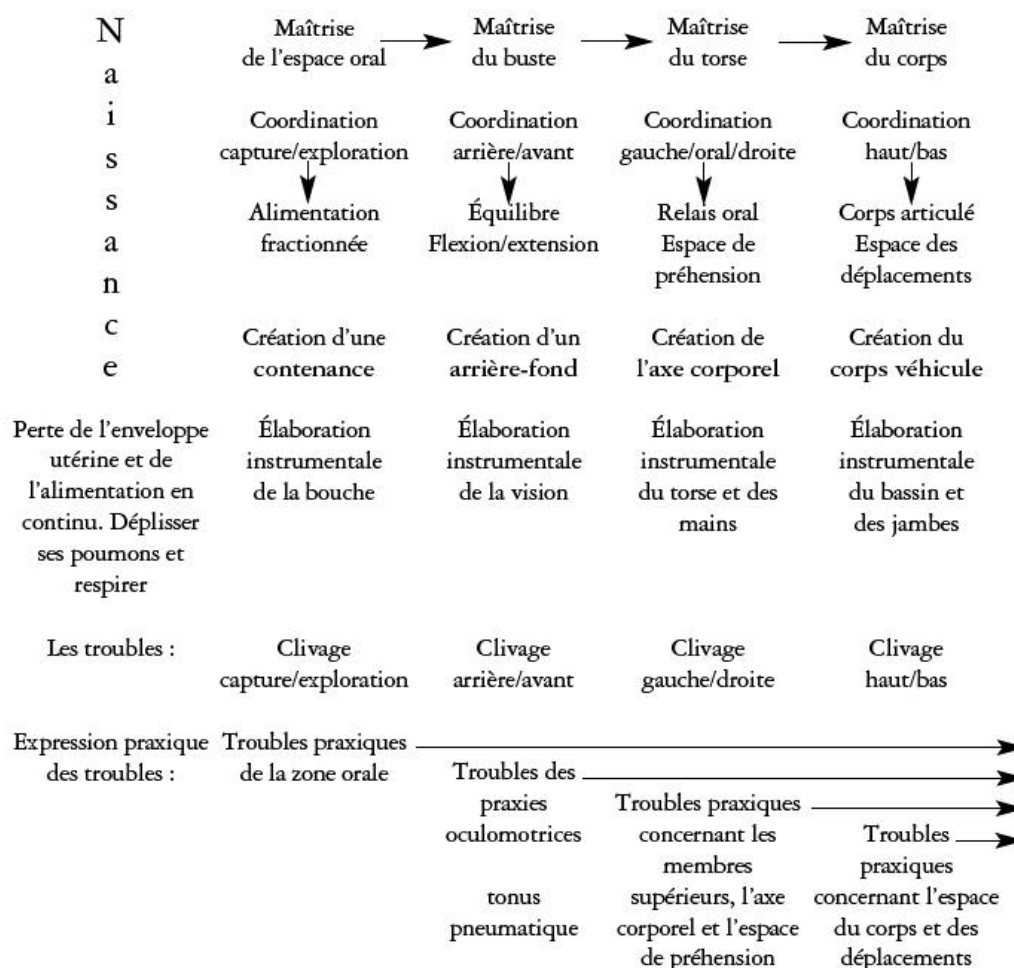 Naissance
Maîtrise
de l'espace oral
Maîtrise
du buste
Maîtrise
du torse
Maîtrise
du corps
Coordination
capture/exploration
Coordination
arrière/avant
Coordination
gauche/oral/droite
Coordination
haut/bas
Alimentation
fractionnée
Équilibre
Flexion/extension
Relais oral
Espace de
préhension
Corps articulé
Espace des
déplacements
Création d'une
contenance
Création d'un
arrière-fond
Création de
l'axe corporel
Création du
corps véhicule
Perte de l'enveloppe
utérine et de
l'alimentation en
continu. Déplisser
ses poumons et
respirer
Élaboration
instrumentale
de la bouche
Élaboration
instrumentale
de la vision
Élaboration
instrumentale
du torse et des
mains
Élaboration
instrumentale
du bassin et
des jambes
Les troubles :
Clivage
capture/exploration
Clivage
arrière/avant
Clivage
gauche/droite
Clivage
haut/bas
Expression praxique
des troubles :
Troubles praxiques
de la zone orale
Troubles des
praxies
oculomotrices
tonus
pneumatique
Troubles praxiques
concernant les
membres
supérieurs, l'axe
corporel et l'espace
de préhension
Troubles
praxiques
concernant l'espace
du corps et des
déplacements